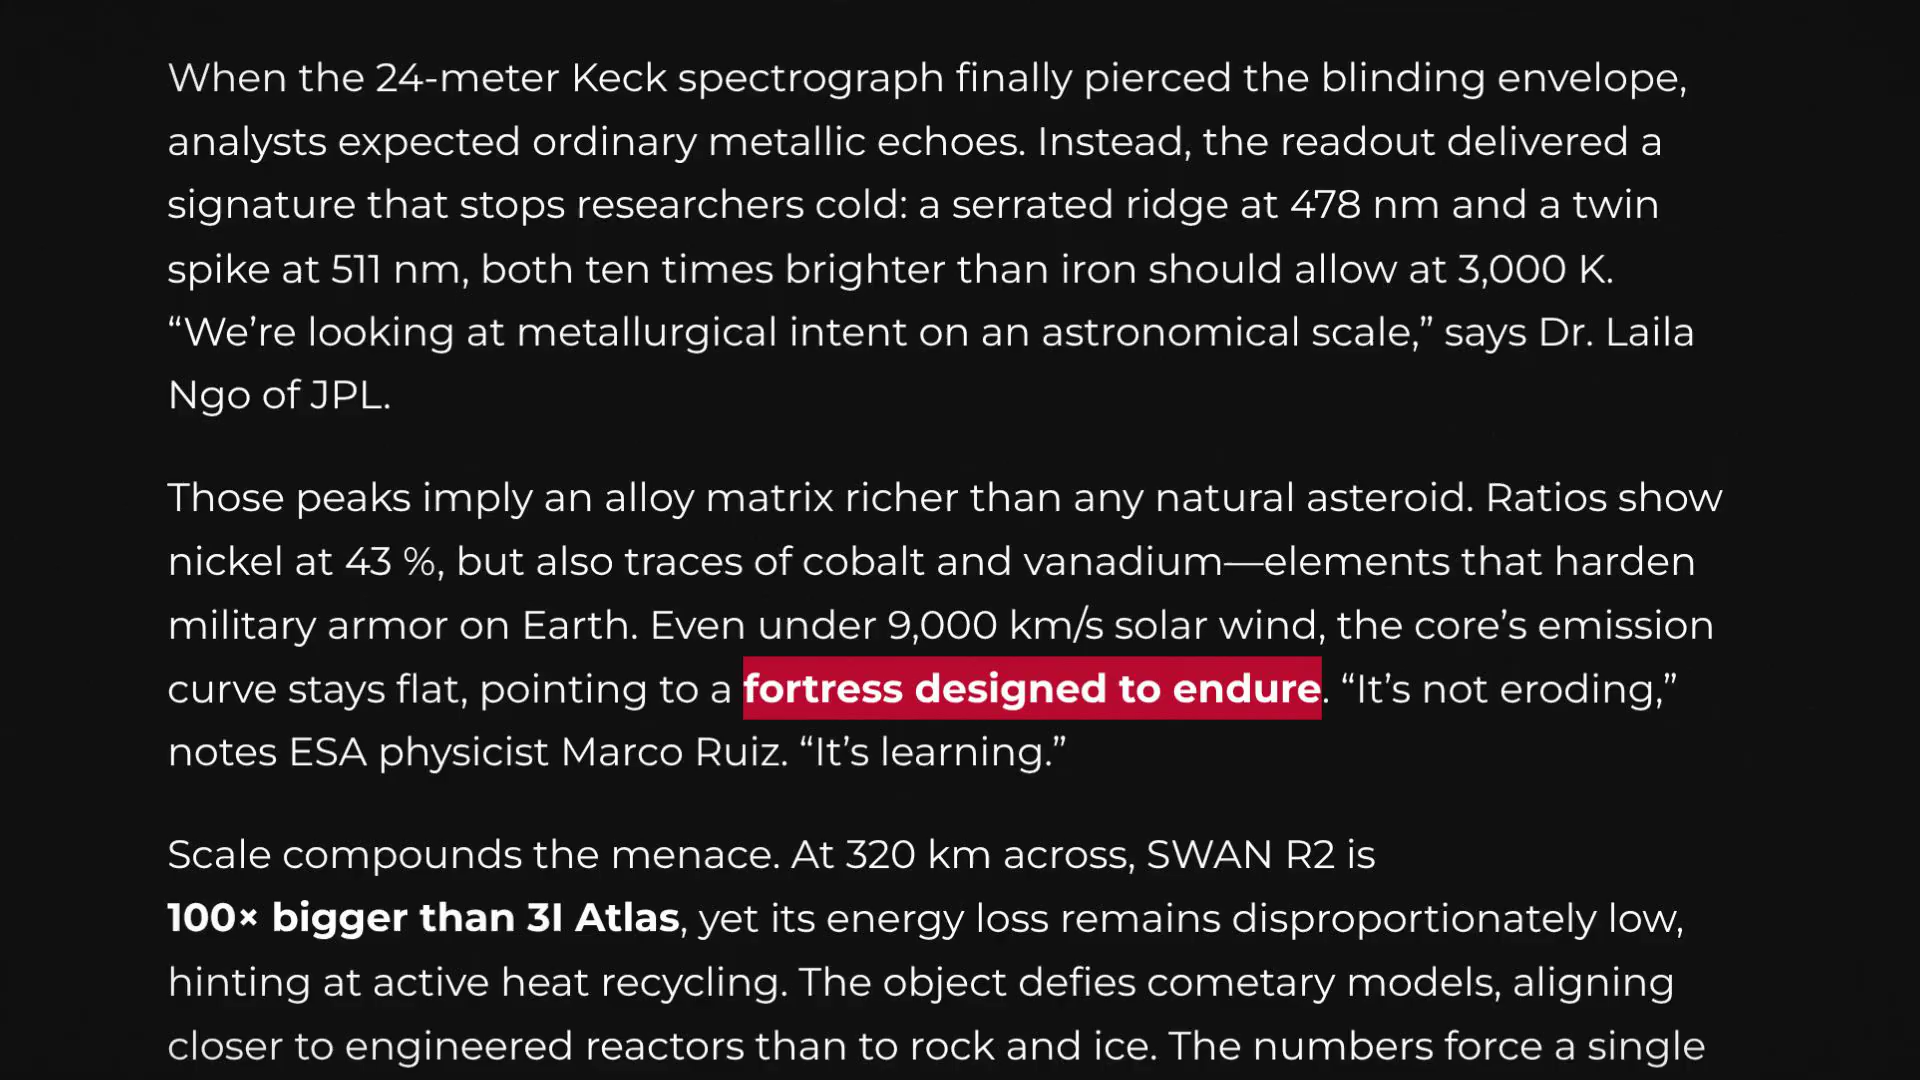 When the 24-meter Keck spectrograph finally pierced the blinding envelope,
analysts expected ordinary metallic echoes. Instead, the readout delivered a
signature that stops researchers cold: a serrated ridge at 478 nm and a twin
spike at 511 nm, both ten times brighter than iron should allow at 3,000 K.
“We’re looking at metallurgical intent on an astronomical scale,” says Dr. Laila
Ngo of JPL.
Those peaks imply an alloy matrix richer than any natural asteroid. Ratios show
nickel at 43 %, but also traces of cobalt and vanadium—elements that harden
military armor on Earth. Even under 9,000 km/s solar wind, the core’s emission
curve stays flat, pointing to a fortress designed to endure. “It’s not eroding,”
notes ESA physicist Marco Ruiz. “It’s learning.”
Scale compounds the menace. At 320 km across, SWAN R2 is
100× bigger than 3I Atlas, yet its energy loss remains disproportionately low,
hinting at active heat recycling. The object defies cometary models, aligning
closer to engineered reactors than to rock and ice. The numbers force a single